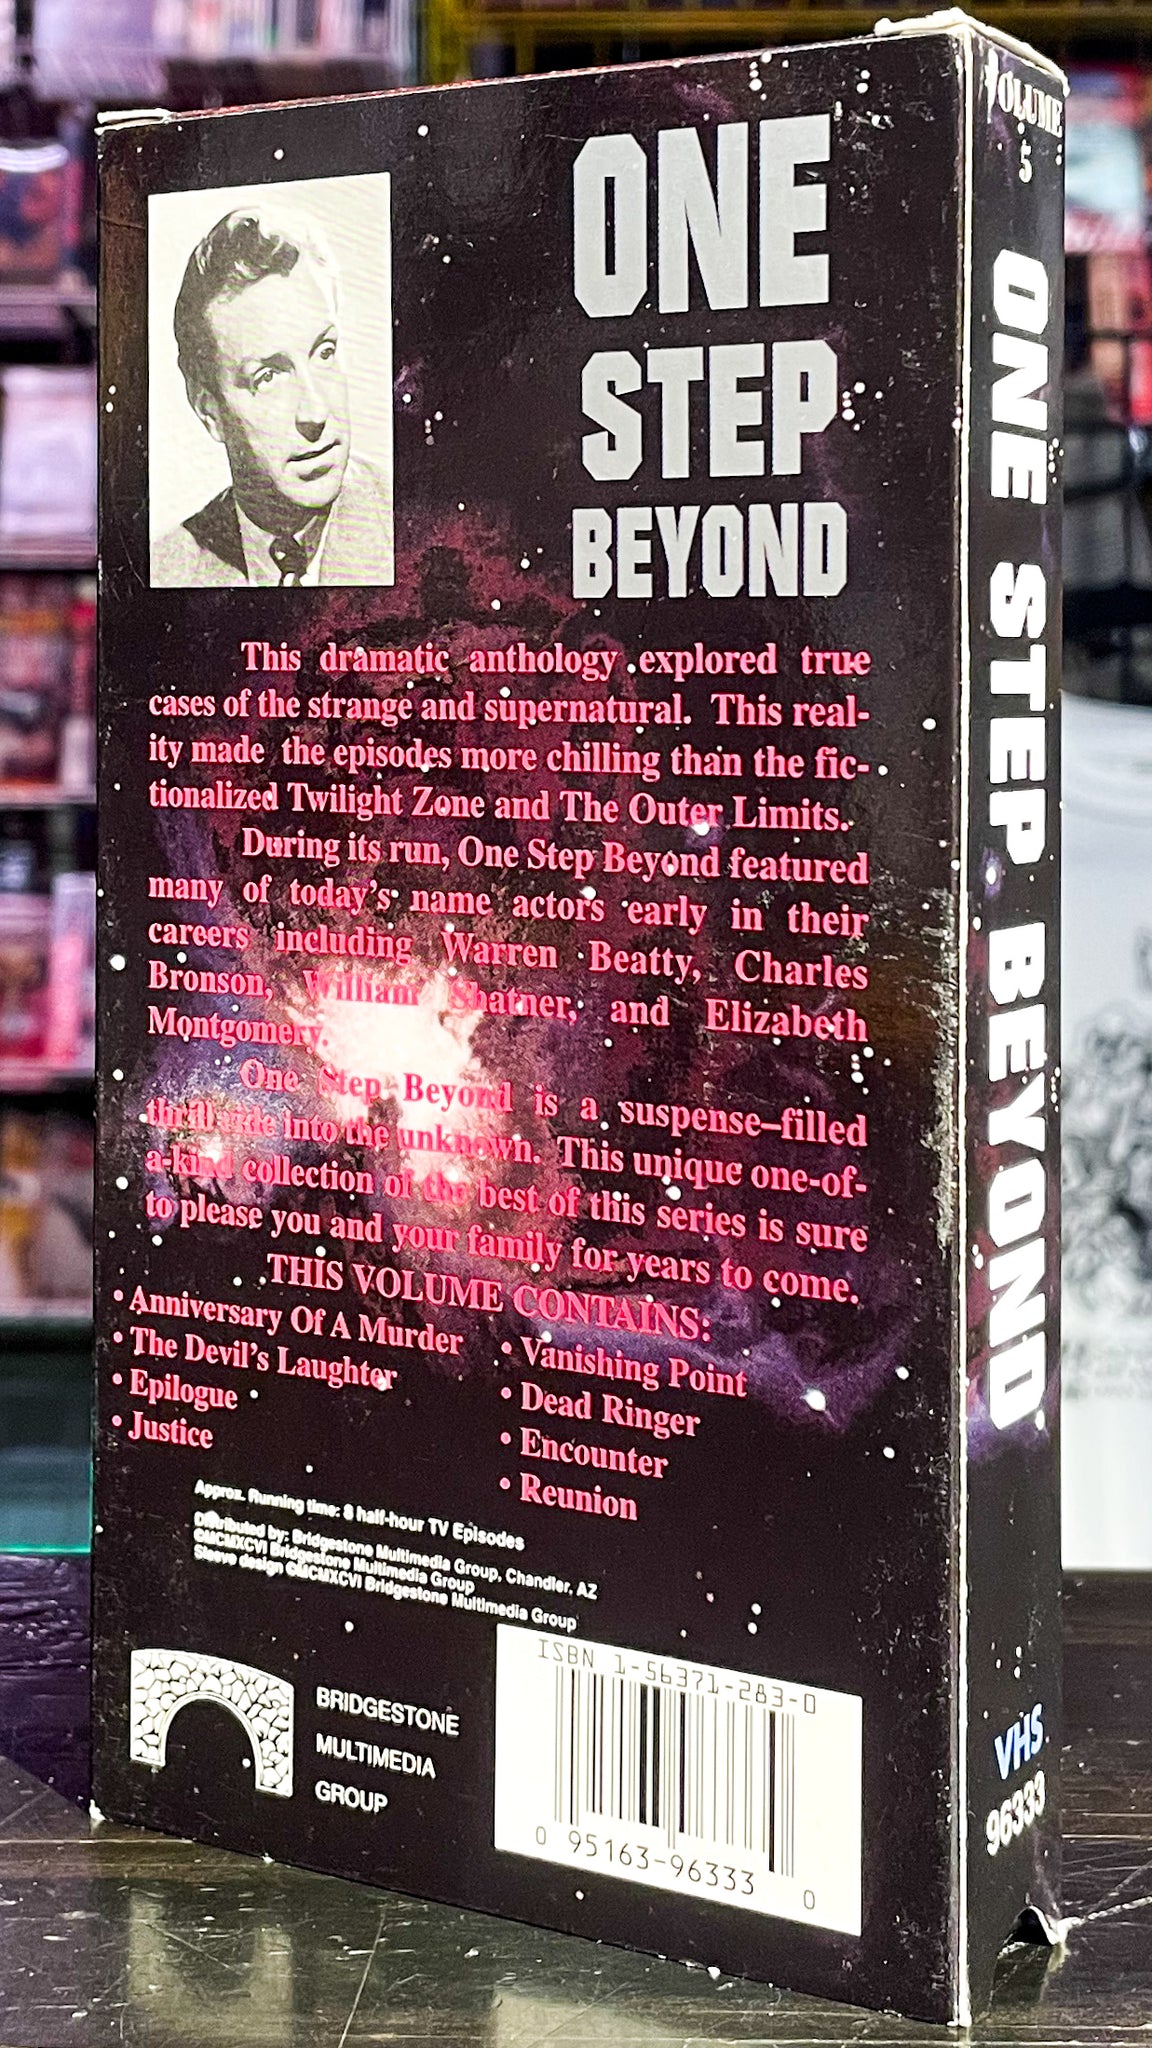 ONE
STEP
BEYOND
This dramatic anthology explored true
cases of the strange and supernatural. This real-
ity made the episodes more chilling than the fic-
tionalized Twilight Zone and The Outer Limits.
During its run, One Step Beyond featured
many of today's name actors early in their
careers including Warren Beatty, Charles
Bronson, William Shatner, and Elizabeth
Montgomery.
One Step Beyond is a suspense–filled
thrill ride into the unknown. This unique one-of-
a-kind collection of the best of this series is sure
to please you and your family for years to come.
THIS VOLUME CONTAINS:
• Anniversary Of A Murder
• The Devil's Laughter
• Epilogue
• Justice
• Vanishing Point
• Dead Ringer
• Encounter
• Reunion
Approx. Running time: 8 half-hour TV Episodes
Distributed by: Bridgestone Multimedia Group, Chandler, AZ
©MCMXCVI Bridgestone Multimedia Group
Sleeve design ©MCMXCVI Bridgestone Multimedia Group
BRIDGESTONE
MULTIMEDIA
GROUP
ISBN 1-56371-283-0
0 95163-96333 0
VOLUME
5
ONE STEP BEYOND
VHS
96333